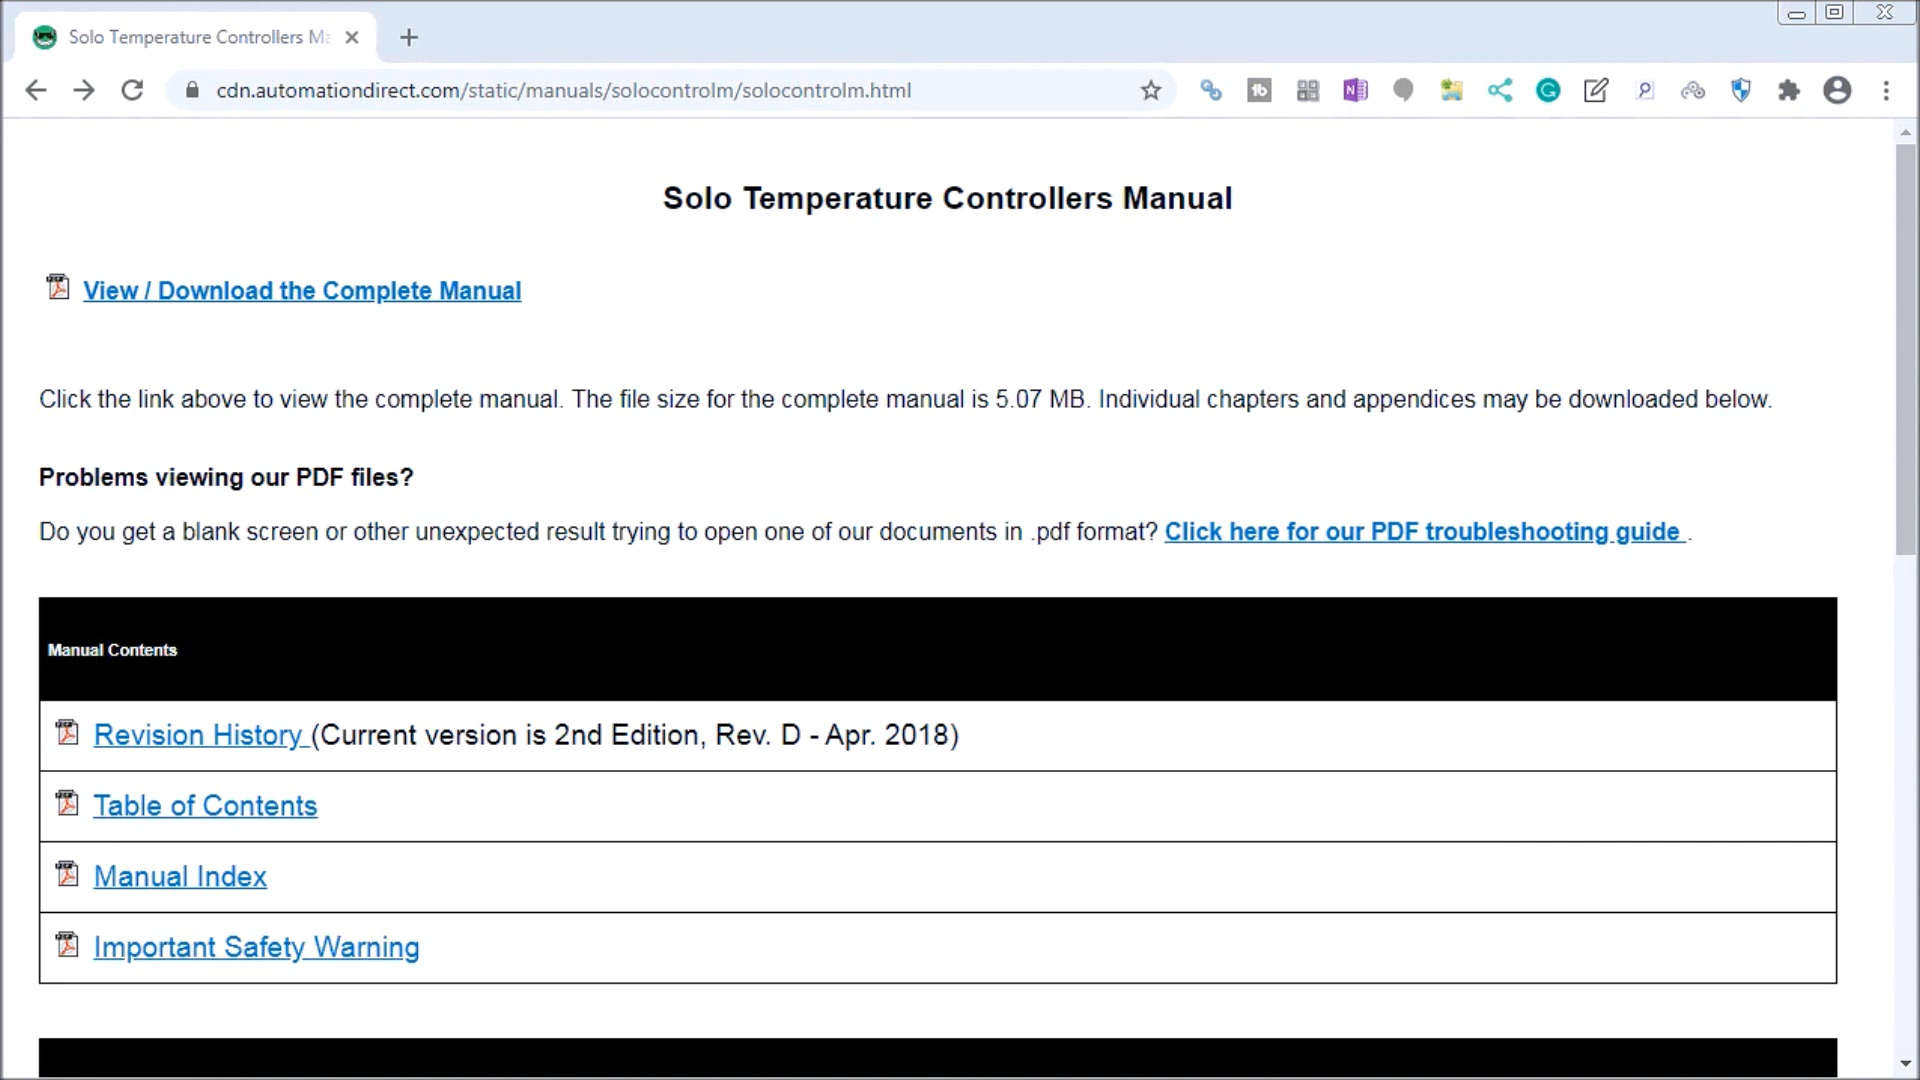 Solo Temperature Controllers Ma
cdn.automationdirect.com/static/manuals/solocontrolm/solocontrolm.html
Solo Temperature Controllers Manual
View / Download the Complete Manual
Click the link above to view the complete manual. The file size for the complete manual is 5.07 MB. Individual chapters and appendices may be downloaded below.
Problems viewing our PDF files?
Do you get a blank screen or other unexpected result trying to open one of our documents in .pdf format? Click here for our PDF troubleshooting guide .
Manual Contents
Revision History (Current version is 2nd Edition, Rev. D - Apr. 2018)
Table of Contents
Manual Index
Important Safety Warning